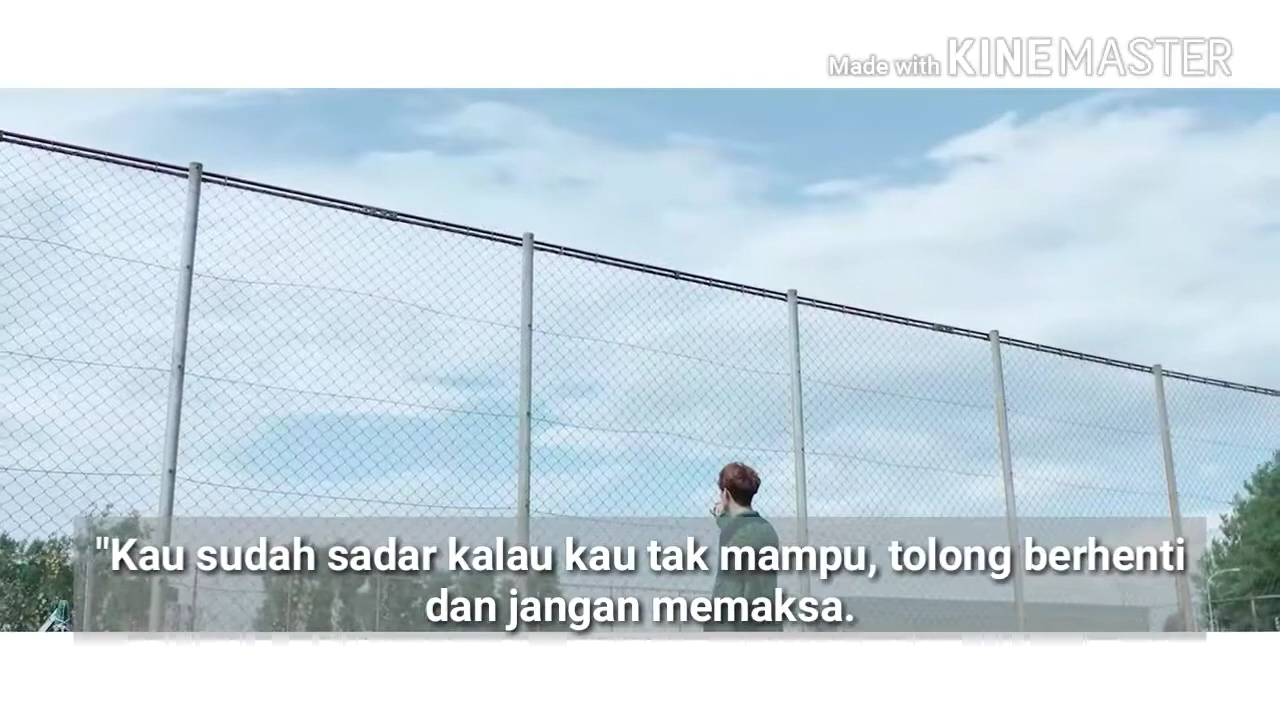 Made with KINEMASTER
"Kau sudah sadar kalau kau tak mampu, tolong berhenti
dan jangan memaksa.